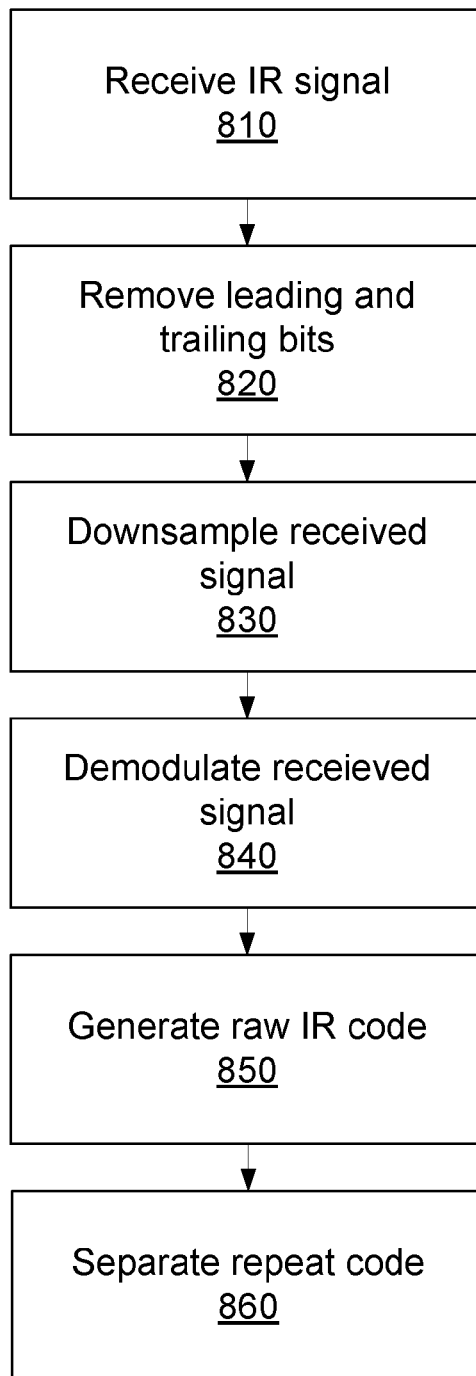 Receive IR signal
810
Remove leading and
trailing bits
820
Downsample received
signal
830
Demodulate receieved
signal
840
Generate raw IR code
850
Separate repeat code
860